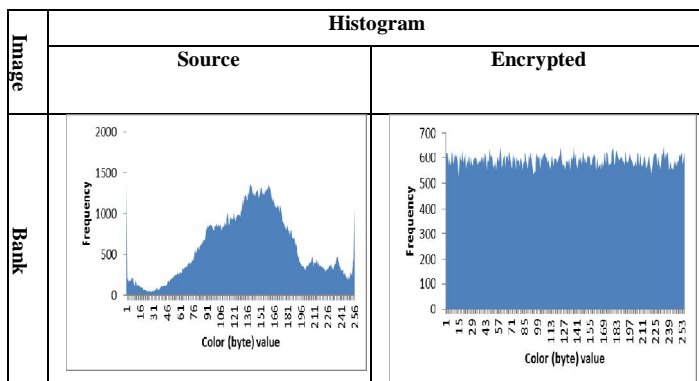 Image
Histogram
Source
Encrypted
Bank
2000
1500
1000
500
0
Frequency
1 16 31 46 61 76 91 106 121 136 151 166 181 196 211 226 241 256
Color (byte) value
700
600
500
400
300
200
100
0
Frequency
1 15 29 43 57 71 85 99 113 127 141 155 169 183 197 211 225 239 253
Color (byte) value